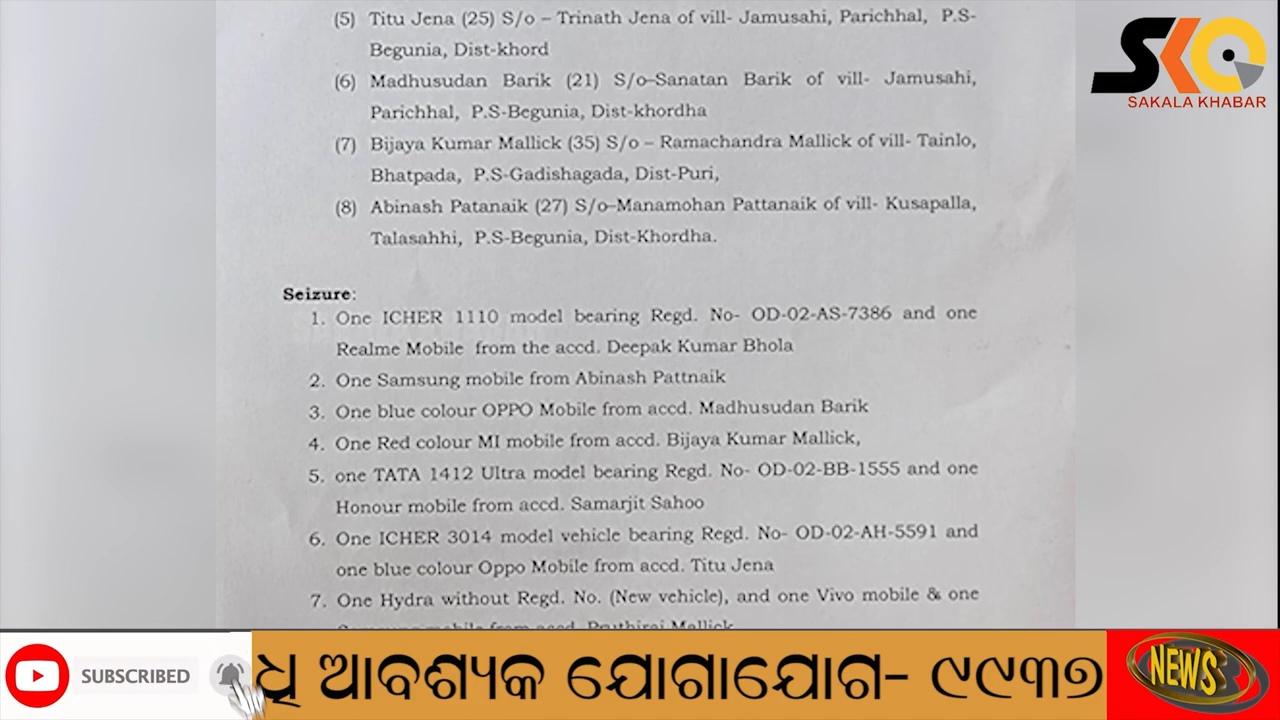 (5) Titu Jena (25) S/o – Trinath Jena of vill- Jamusahi, Parichhal, P.S-
Begunia, Dist-khord
(6) Madhusudan Barik (21) S/o–Sanatan Barik of vill- Jamusahi,
Parichhal, P.S-Begunia, Dist-khordha
(7) Bijaya Kumar Mallick (35) S/o – Ramachandra Mallick of vill- Tainlo,
Bhatpada, P.S-Gadishagada, Dist-Puri,
(8) Abinash Patanaik (27) S/o–Manamohan Pattanaik of vill- Kusapalla,
Talasahhi, P.S-Begunia, Dist-Khordha.
Seizure:
1. One ICHER 1110 model bearing Regd. No- OD-02-AS-7386 and one
Realme Mobile from the accd. Deepak Kumar Bhola
2. One Samsung mobile from Abinash Pattnaik
3. One blue colour OPPO Mobile from accd. Madhusudan Barik
4. One Red colour MI mobile from accd. Bijaya Kumar Mallick,
5. one TATA 1412 Ultra model bearing Regd. No- OD-02-BB-1555 and one
Honour mobile from accd. Samarjit Sahoo
6. One ICHER 3014 model vehicle bearing Regd. No- OD-02-AH-5591 and
one blue colour Oppo Mobile from accd. Titu Jena
7. One Hydra without Regd. No. (New vehicle), and one Vivo mobile & one
Samsung mobile from accd. Pruthiraj Mallick
SKQ
SAKALA KHABAR
SUBSCRIBED
ଆବଶ୍ୟକ ଯୋଗାଯୋଗ- ୯୯୩୭
NEWS